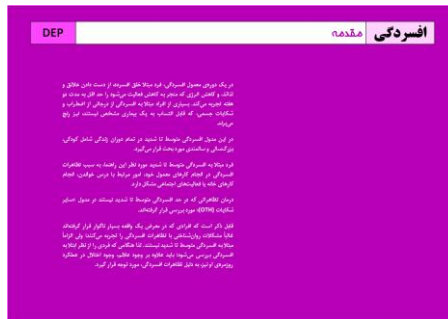 افسردگی مقدمه DEP
در یک دوره‌ی معمول افسردگی، فرد مبتلا خلق افسرده، از دست دادن علائق و
لذائذ، و کاهش انرژی که منجر به کاهش فعالیت می‌شود را حد اقل به مدت دو
هفته تجربه می‌کند. بسیاری از افراد مبتلا به افسردگی از درجاتی از اضطراب و
شکایات جسمی، که قابل انتساب به یک بیماری مشخص نیستند، نیز رنج
می‌برند.
در این مدول افسردگی متوسط تا شدید در تمام دوران زندگی شامل کودکی،
بزرگسالی و سالمندی مورد بحث قرار می‌گیرد.
فرد مبتلا به افسردگی متوسط تا شدید مورد نظر این راهنما، به سبب تظاهرات
افسردگی در انجام کارهای معمول خود، امور مرتبط با درس خواندن، انجام
کارهای خانه یا فعالیت‌های اجتماعی مشکل دارد.
درمان تظاهراتی که در حد افسردگی متوسط تا شدید نیستند در مدول «سایر
شکایات (OTH)» مورد بررسی قرار گرفته‌اند.
قابل ذکر است که افرادی که در معرض یک واقعه بسیار ناگوار قرار گرفته‌اند
غالباً مشکلات روان‌شناختی با تظاهرات افسردگی را تجربه می‌کنند؛ ولی الزاماً
مبتلا به افسردگی متوسط تا شدید نیستند. لذا هنگامی که فردی را از نظر ابتلا به
افسردگی بررسی می‌شود؛ باید علاوه بر وجود علائم، وجود اختلال در عملکرد
روزمره‌ی او نیز، به دلیل تظاهرات افسردگی، مورد توجه قرار گیرد.